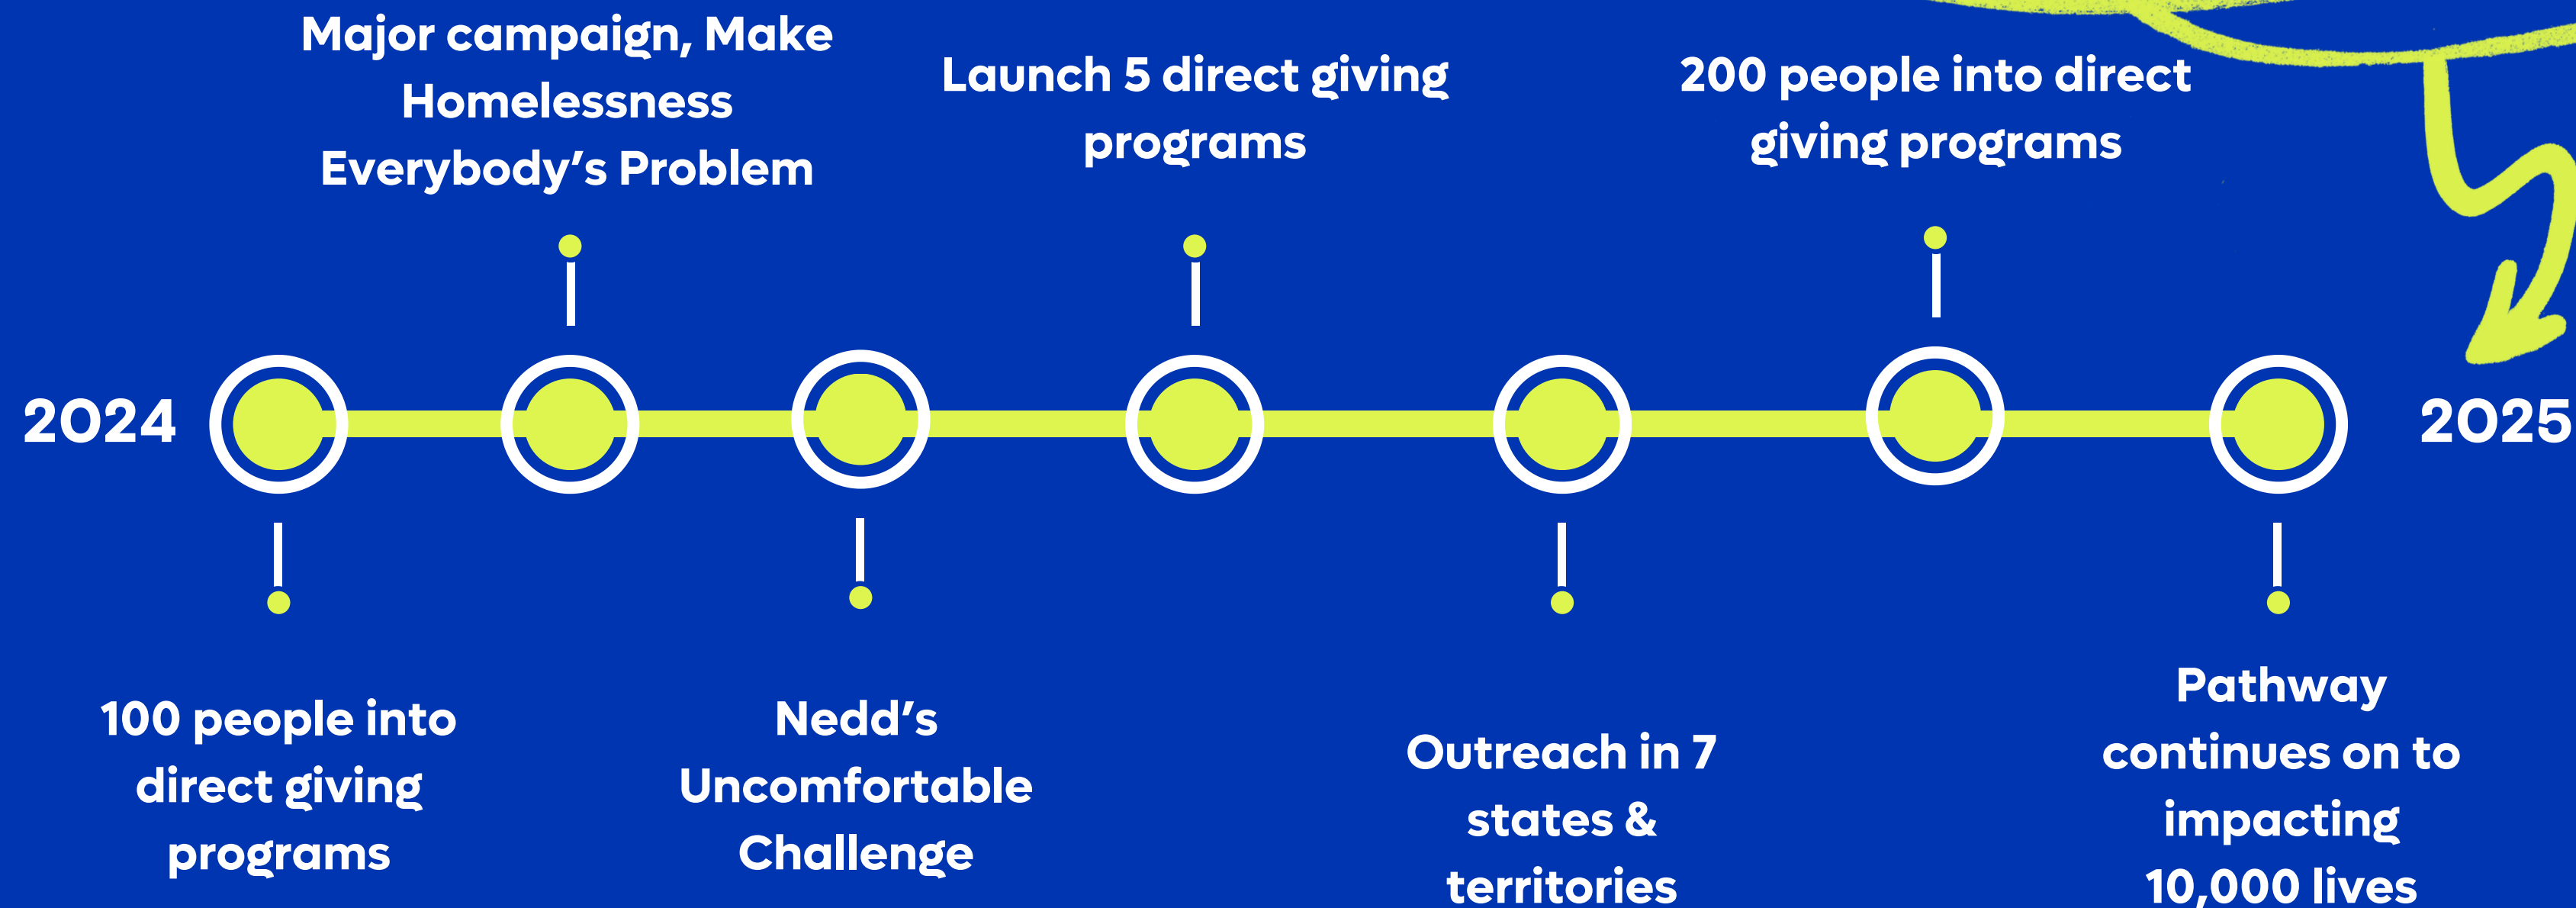 Major campaign, Make
Homelessness
Everybody's Problem
Launch 5 direct giving
programs
200 people into direct
giving programs
2024
2025
100 people into
direct giving
programs
Nedd's
Uncomfortable
Challenge
Outreach in 7
states &
territories
Pathway
continues on to
impacting
10,000 lives